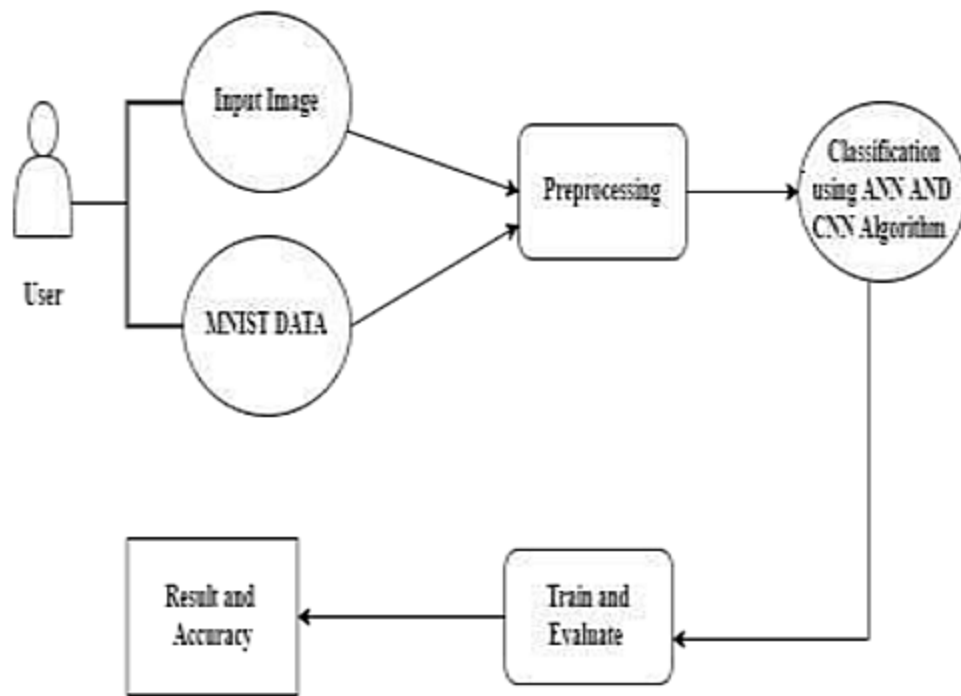 Input Image
User
MNIST DATA
Preprocessing
Classification
using ANN AND
CNN Algorithm
Train and
Evaluate
Result and
Accuracy